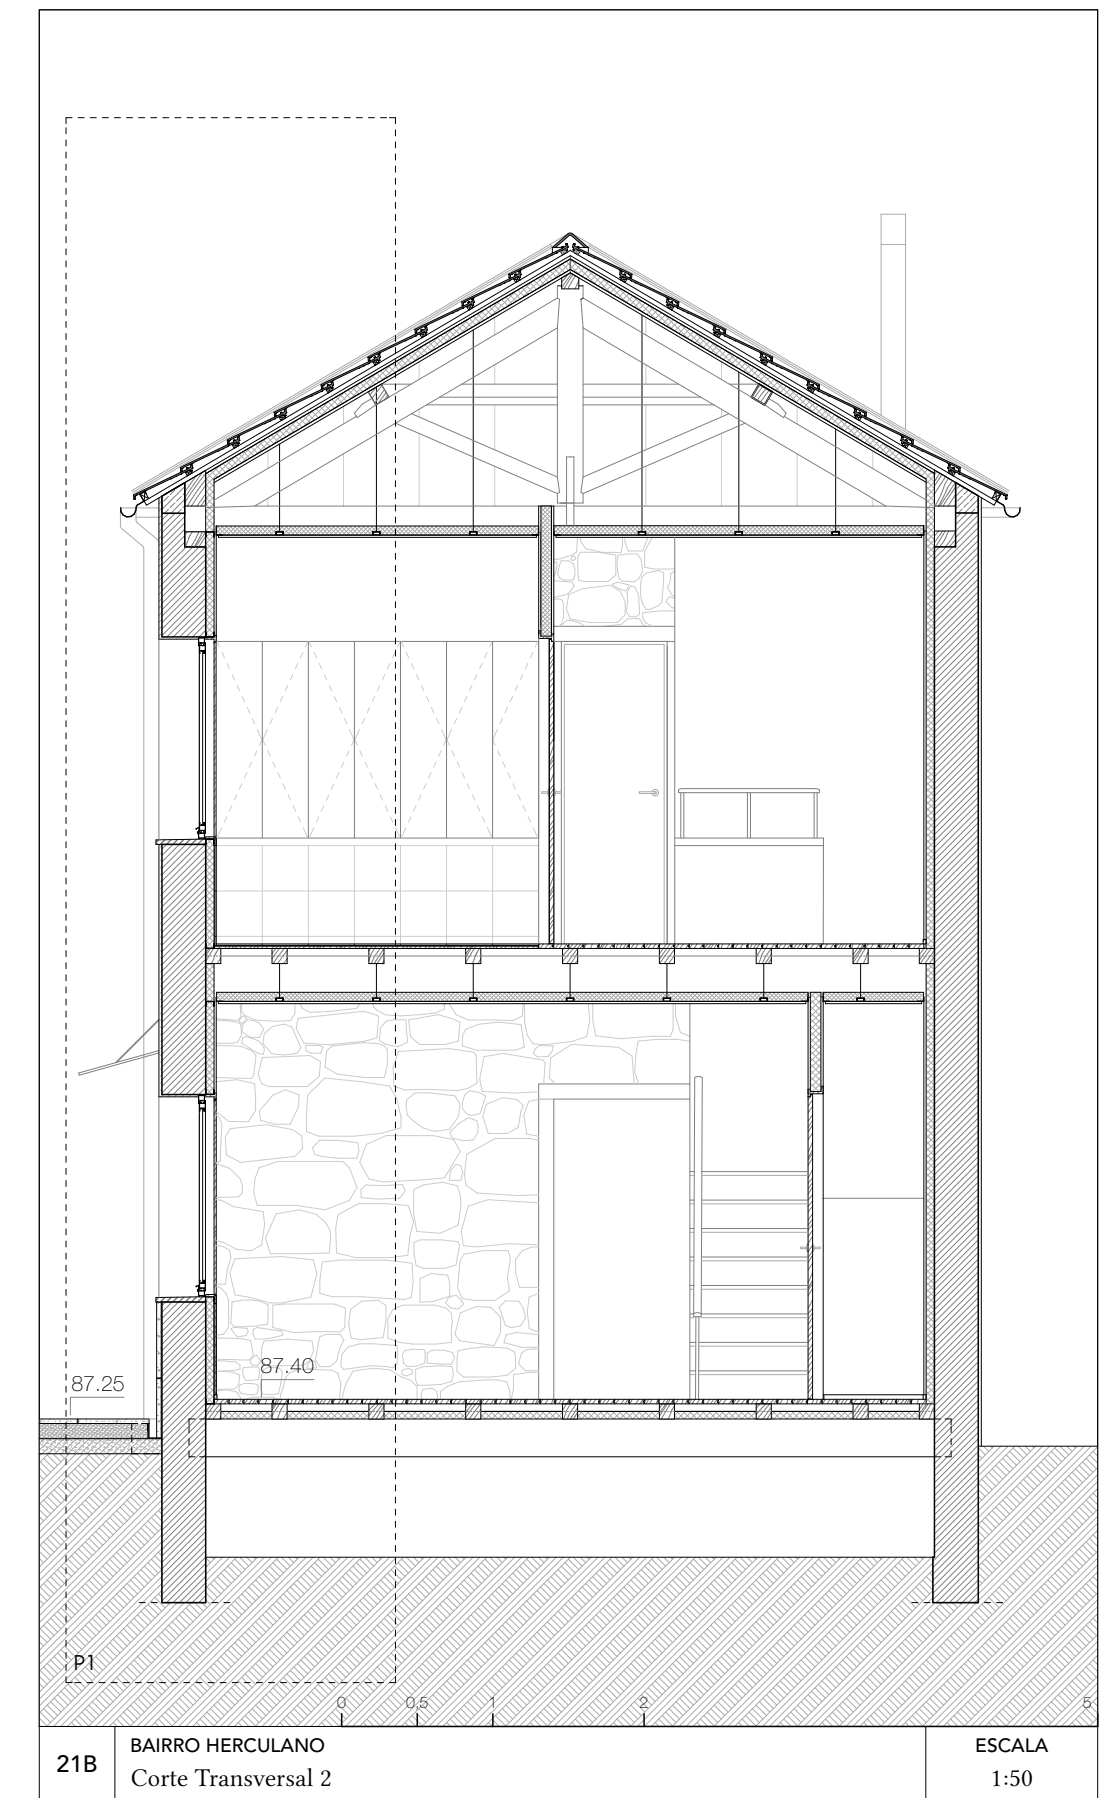 87.40
87.25
P1
0 0,5 1 2 5
21B
BAIRRO HERCULANO
Corte Transversal 2
ESCALA
1:50